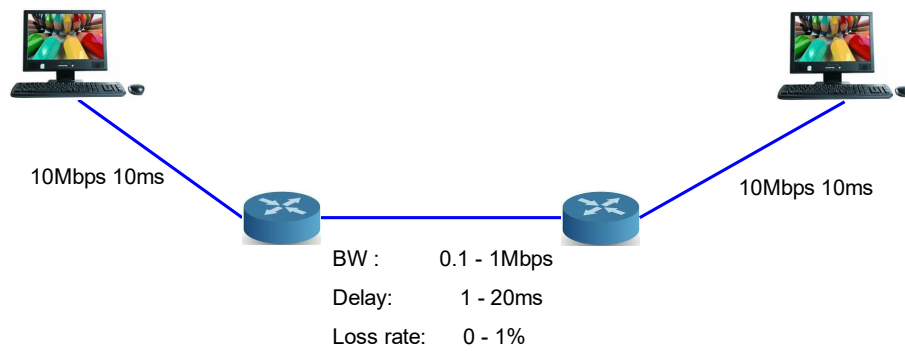 10Mbps 10ms
10Mbps 10ms
BW : 0.1 - 1Mbps
Delay: 1 - 20ms
Loss rate: 0 - 1%